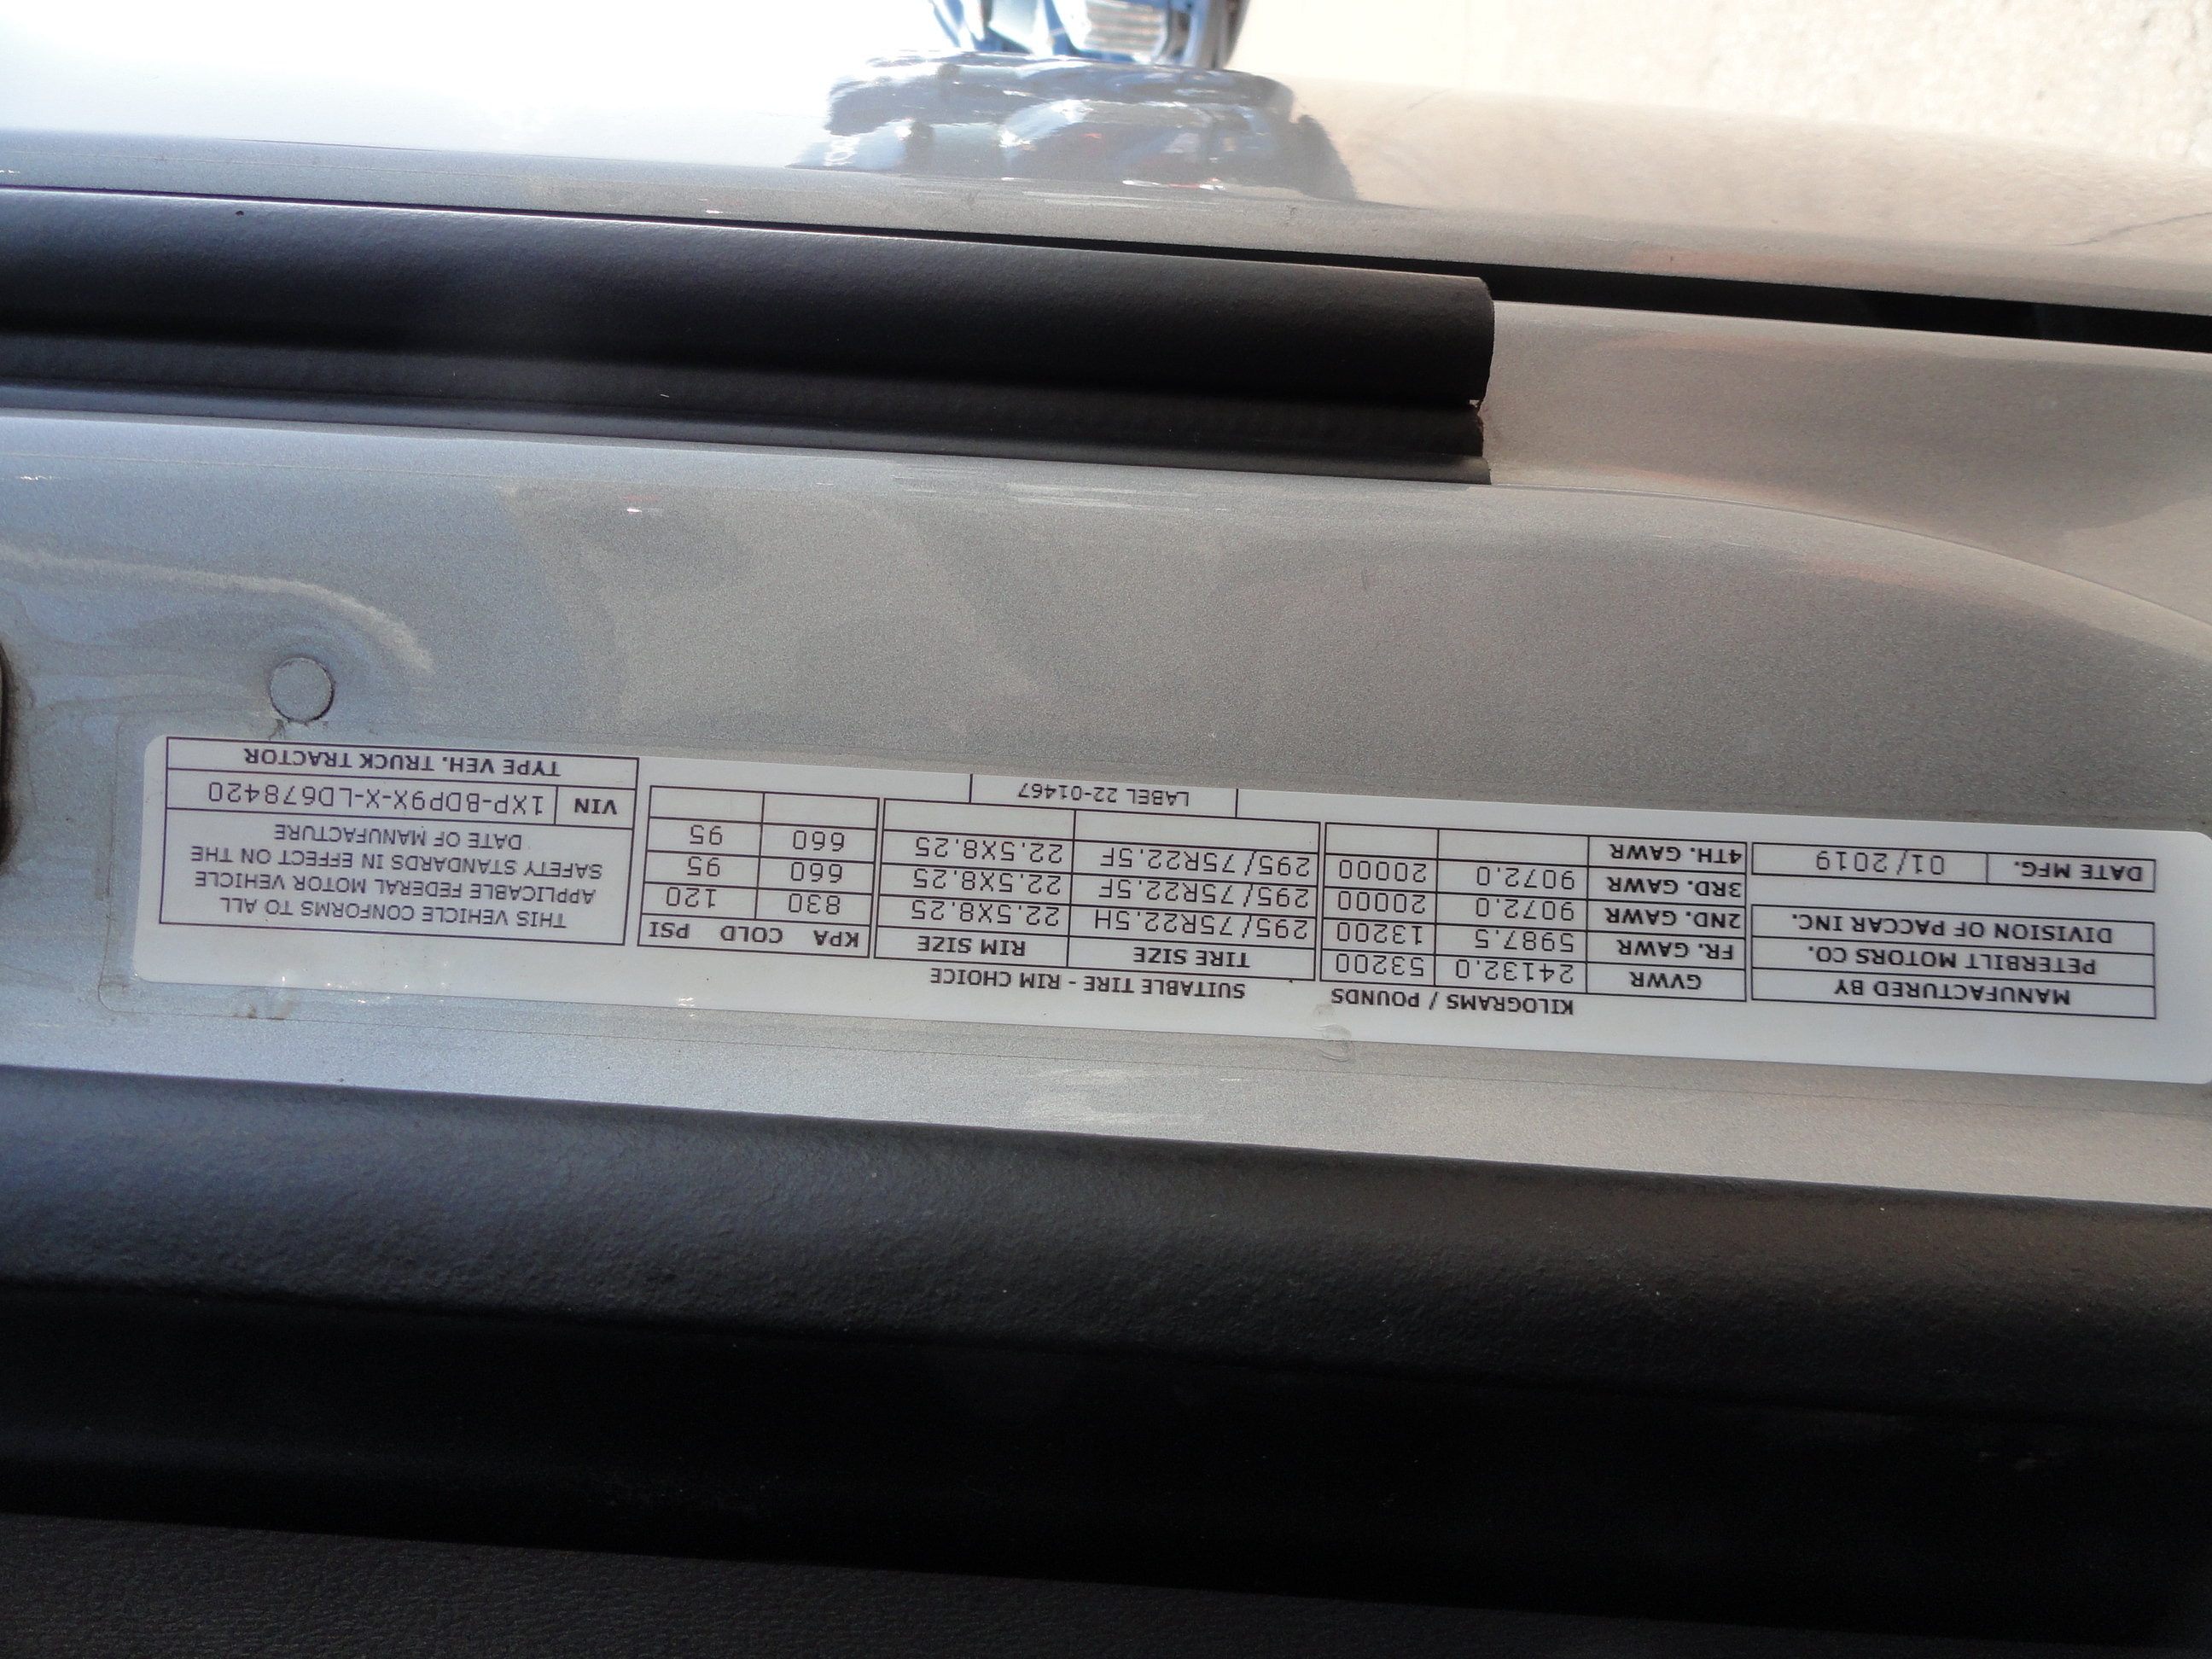 MANUFACTURED BY
PETERBILT MOTORS CO.
DIVISION OF PACCAR INC.
DATE MFG. 01/2019
KILOGRAMS / POUNDS
GVWR 24132.0 53200
FR. GAWR 5987.5 13200
2ND. GAWR 9072.0 20000
3RD. GAWR 9072.0 20000
4TH. GAWR
SUITABLE TIRE - RIM CHOICE
TIRE SIZE RIM SIZE KPA COLD PSI
295/75R22.5H 22.5X8.25 830 120
295/75R22.5F 22.5X8.25 660 95
295/75R22.5F 22.5X8.25 660 95
LABEL 22-01467
THIS VEHICLE CONFORMS TO ALL
APPLICABLE FEDERAL MOTOR VEHICLE
SAFETY STANDARDS IN EFFECT ON THE
DATE OF MANUFACTURE
VIN 1XP-BDP9X-X-LD678420
TYPE VEH. TRUCK TRACTOR